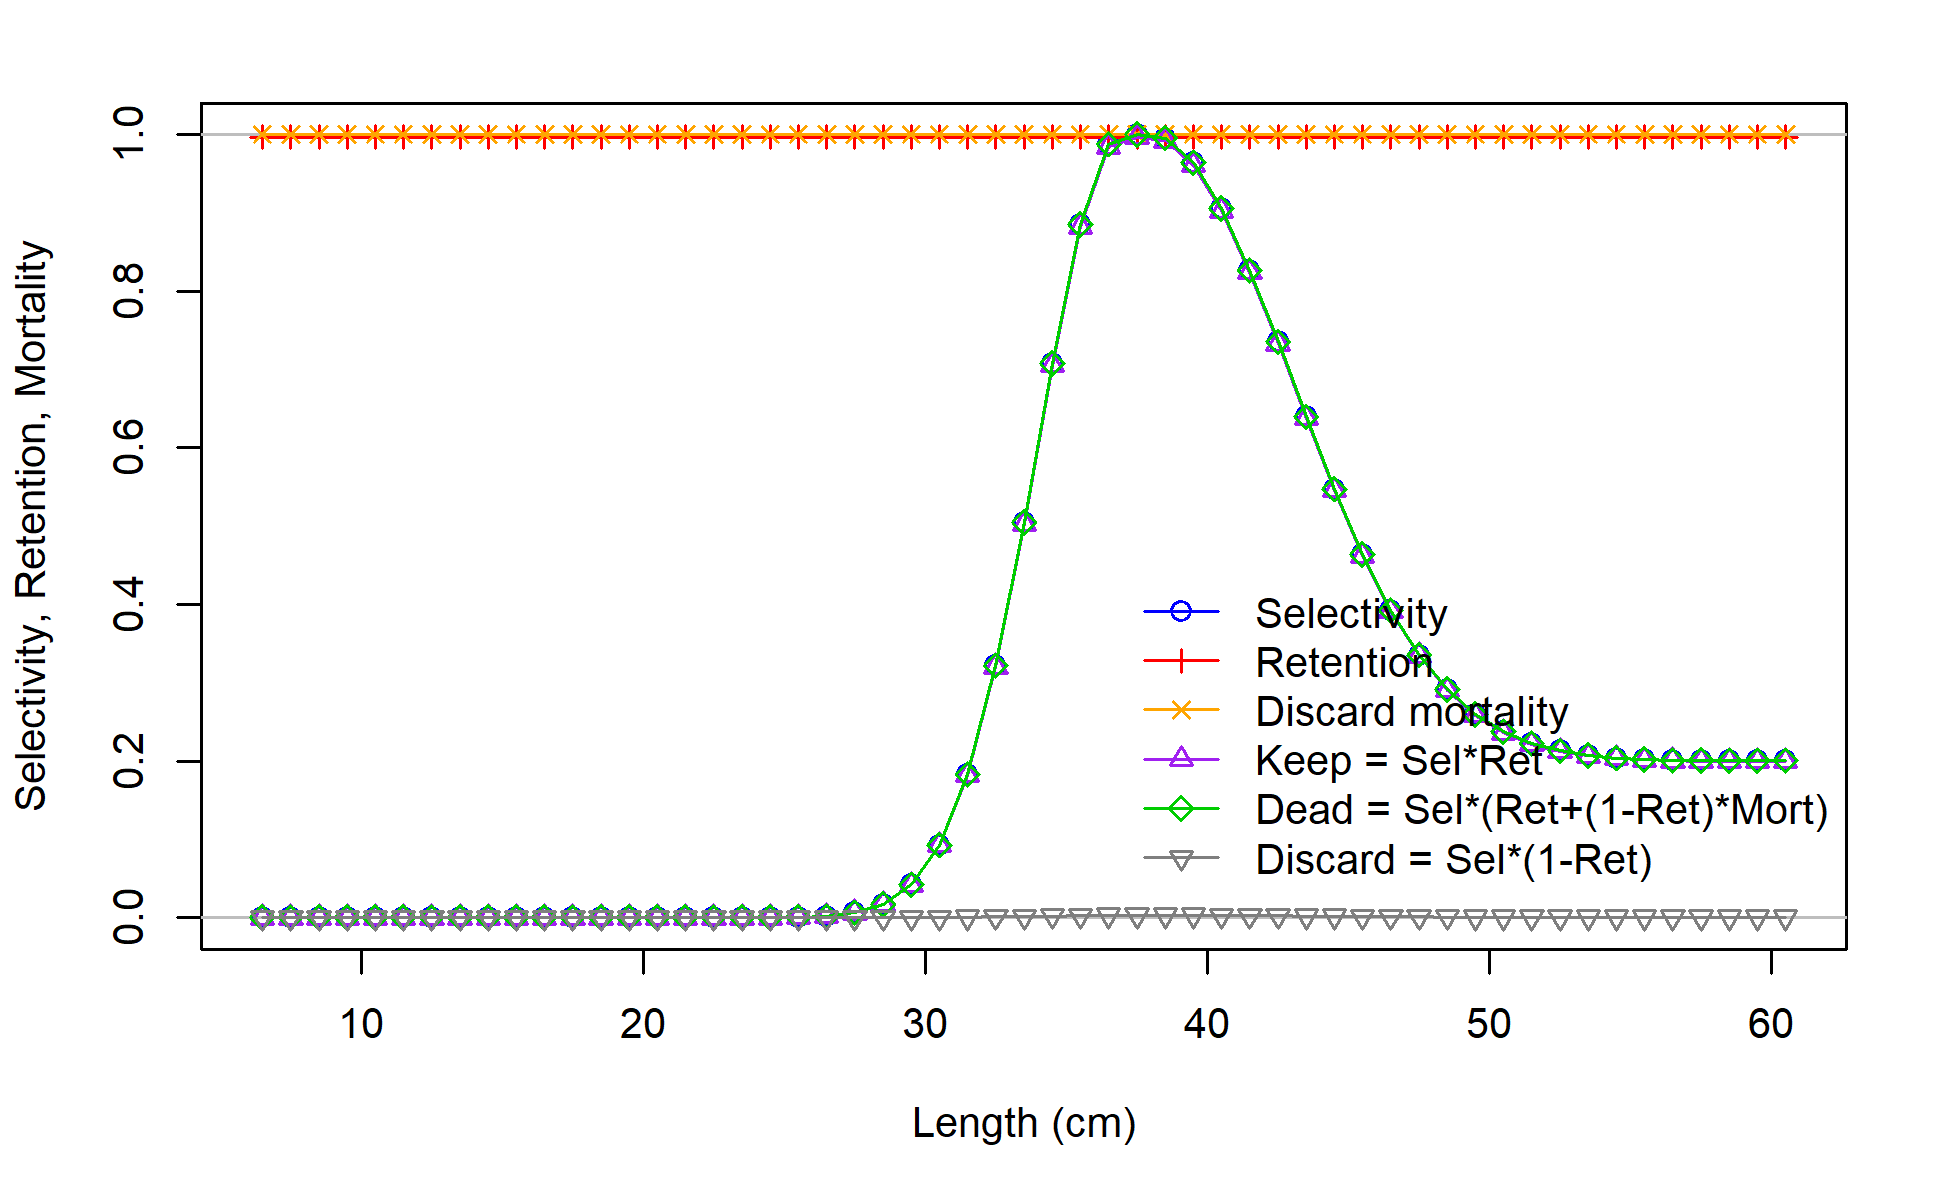 Selectivity, Retention, Mortality
1.0
0.8
0.6
0.4
0.2
0.0
Selectivity
Retention
Discard mortality
Keep = Sel*Ret
Dead = Sel*(Ret+(1-Ret)*Mort)
Discard = Sel*(1-Ret)
10 20 30 40 50 60
Length (cm)